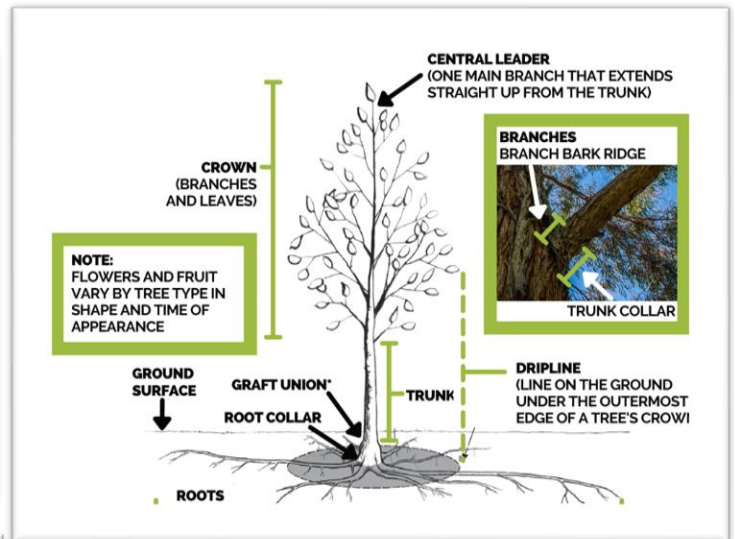 CENTRAL LEADER
(ONE MAIN BRANCH THAT EXTENDS
STRAIGHT UP FROM THE TRUNK)
BRANCHES
BRANCH BARK RIDGE
TRUNK COLLAR
CROWN
(BRANCHES
AND LEAVES)
NOTE:
FLOWERS AND FRUIT
VARY BY TREE TYPE IN
SHAPE AND TIME OF
APPEARANCE
GROUND
SURFACE
GRAFT UNION*
ROOT COLLAR
TRUNK
DRIPLINE
(LINE ON THE GROUND
UNDER THE OUTERMOST
EDGE OF A TREE'S
ROOTS